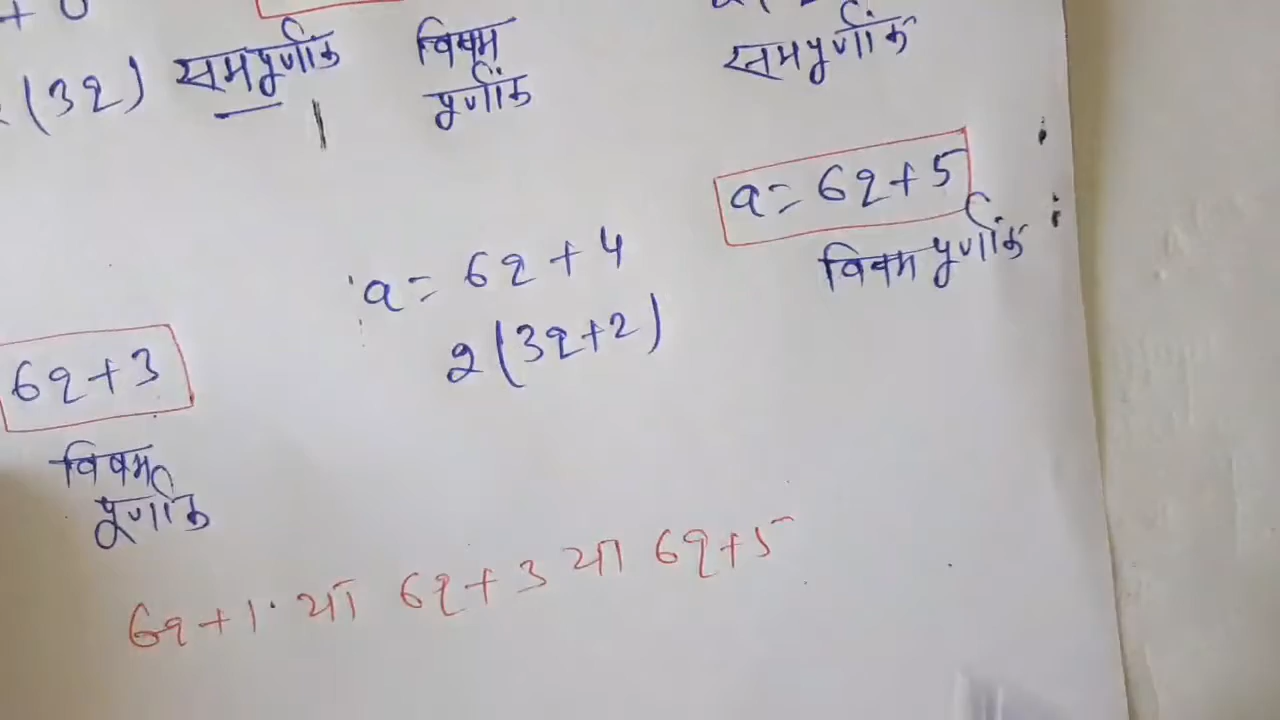 (3q) समपूर्णांक
विषम
पूर्णांक
समपूर्णांक
a = 6q + 5
विषम पूर्णांक
a = 6q + 4
2 (3q+2)
6q + 3
विषम
पूर्णांक
6q + 1 या 6q + 3 या 6q + 5